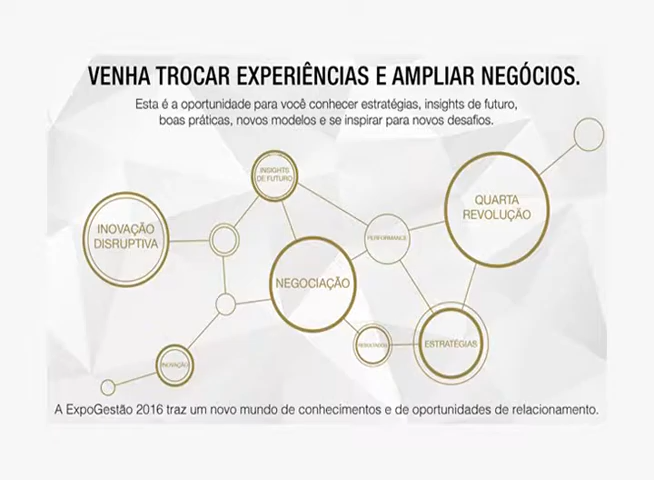 VENHA TROCAR EXPERIÊNCIAS E AMPLIAR NEGÓCIOS.
Esta é a oportunidade para você conhecer estratégias, insights de futuro,
boas práticas, novos modelos e se inspirar para novos desafios.
INSIGHTS
DE FUTURO
QUARTA
REVOLUÇÃO
INOVAÇÃO
DISRUPTIVA
PERFORMANCE
NEGOCIAÇÃO
RESULTADOS
ESTRATÉGIAS
INOVAÇÃO
A ExpoGestão 2016 traz um novo mundo de conhecimentos e de oportunidades de relacionamento.